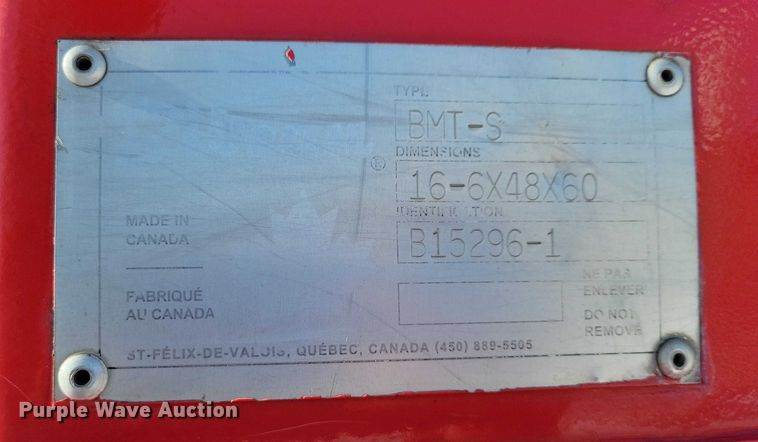 TYPE
BMT-S
DIMENSIONS
16-6X48X60
®
IDENTIFICATION
B15296-1
MADE IN
CANADA
FABRIQUÉ
AU CANADA
NE PAS
ENLEVER
DO NOT
REMOVE
ST-FÉLIX-DE-VALOIS, QUÉBEC, CANADA (450) 889-5505
Purple Wave Auction